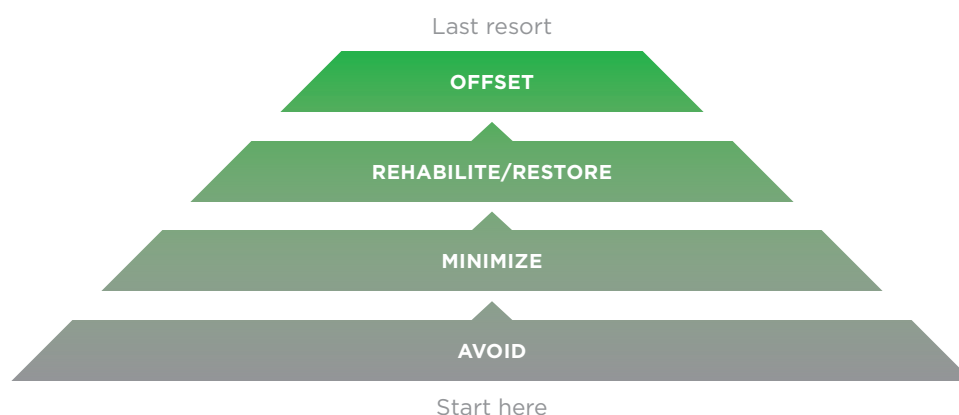 Last resort
OFFSET
REHABILITE/RESTORE
MINIMIZE
AVOID
Start here